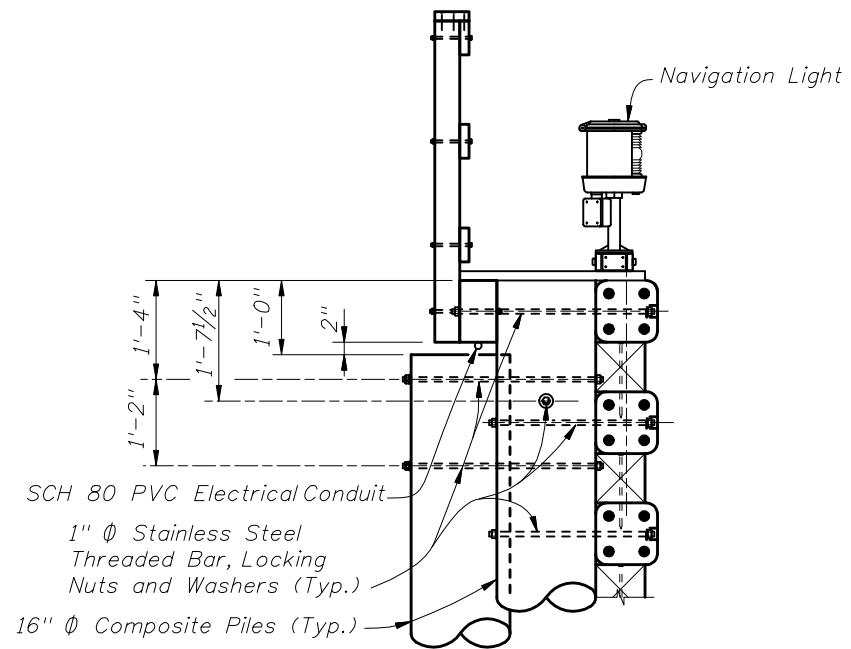 Navigation Light
1'-4"
1'-7½"
1'-0"
2"
1'-2"
SCH 80 PVC Electrical Conduit
1" ϕ Stainless Steel
Threaded Bar, Locking
Nuts and Washers (Typ.)
16" ϕ Composite Piles (Typ.)